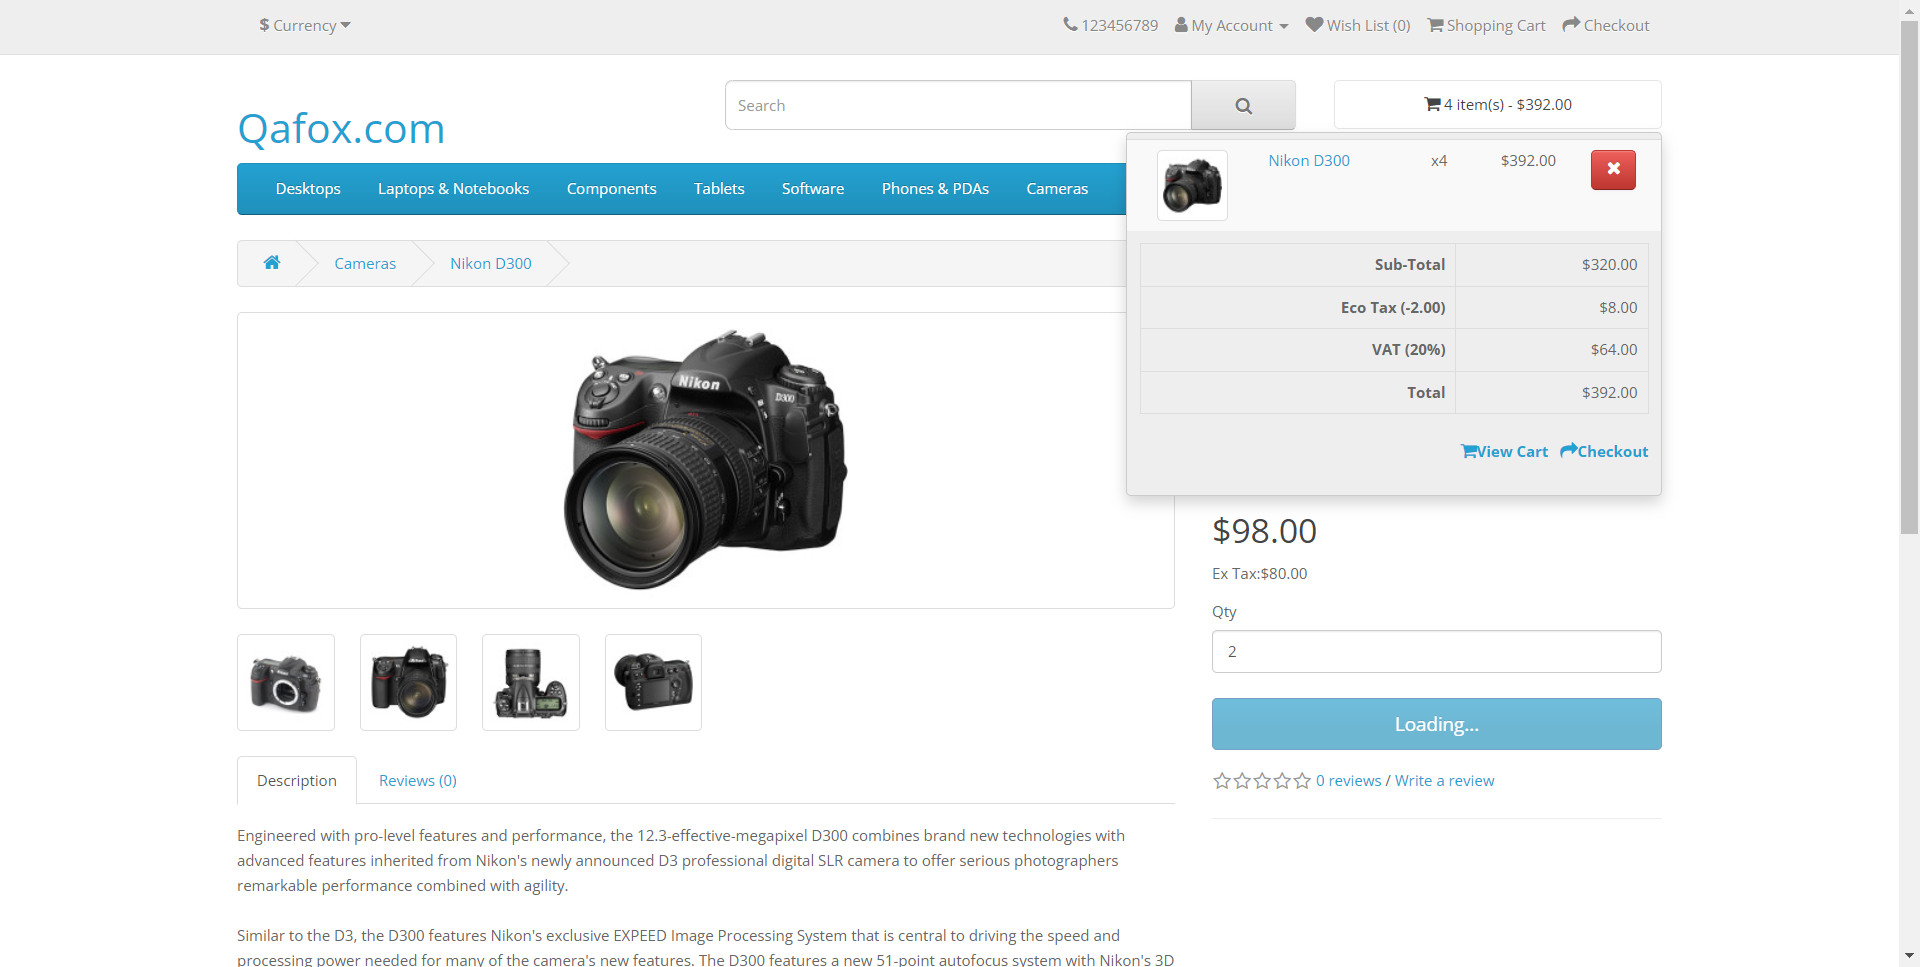 $ Currency
123456789 My Account Wish List (0) Shopping Cart Checkout
Qafox.com
Search
4 item(s) - $392.00
Desktops Laptops & Notebooks Components Tablets Software Phones & PDAs Cameras
Nikon D300 x4 $392.00
Sub-Total $320.00
Eco Tax (-2.00) $8.00
VAT (20%) $64.00
Total $392.00
View Cart Checkout
Cameras Nikon D300
Nikon
D300
$98.00
Ex Tax:$80.00
Qty
2
Loading...
0 reviews / Write a review
Description Reviews (0)
Engineered with pro-level features and performance, the 12.3-effective-megapixel D300 combines brand new technologies with
advanced features inherited from Nikon's newly announced D3 professional digital SLR camera to offer serious photographers
remarkable performance combined with agility.
Similar to the D3, the D300 features Nikon's exclusive EXPEED Image Processing System that is central to driving the speed and
processing power needed for many of the camera's new features. The D300 features a new 51-point autofocus system with Nikon's 3D